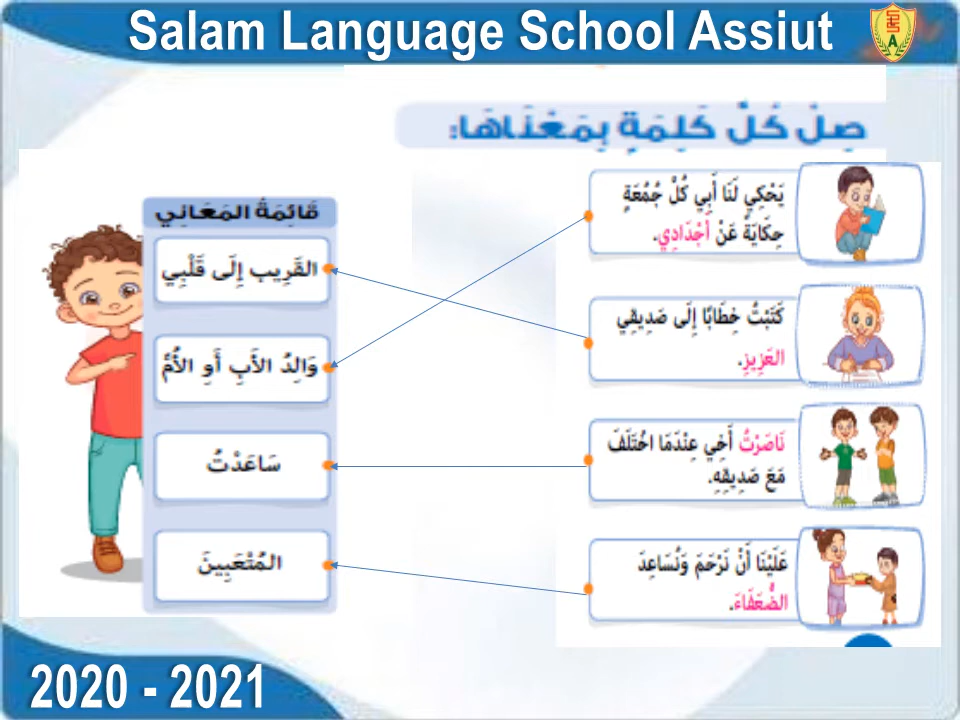 Salam Language School Assiut
صِلْ كُلَّ كَلِمَةٍ بِمَعْنَاهَا:
يَحْكِي لَنَا أَبِي كُلَّ جُمُعَةٍ
حِكَايَةً عَنْ أَجْدَادِي.
كَتَبْتُ خِطَابًا إِلَى صَدِيقِي
العَزِيزِ.
نَاصَرْتُ أَخِي عِنْدَمَا اخْتَلَفَ
مَعَ صَدِيقِهِ.
عَلَيْنَا أَنْ نَرْحَمَ وَنُسَاعِدَ
الضُّعَفَاءَ.
قَائِمَةُ المَعَانِي
القَرِيبِ إِلَى قَلْبِي
وَالِدُ الأَبِ أَوِ الأُمِّ
سَاعَدْتُ
المُتْعَبِينَ
2020 - 2021